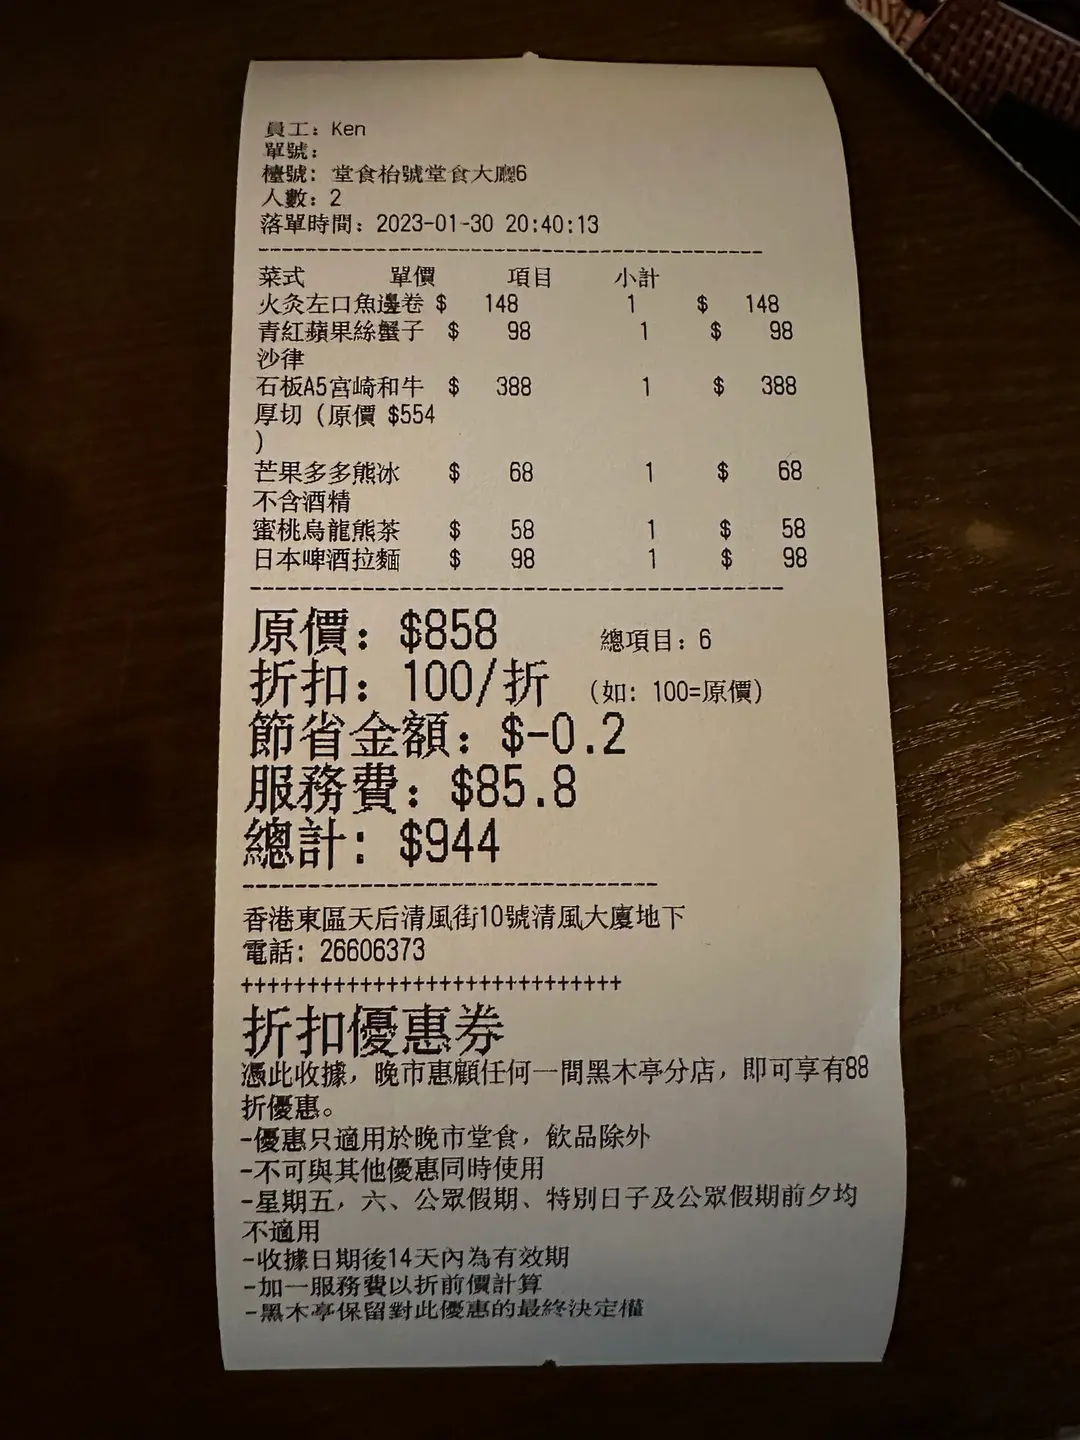 員工：Ken
單號：
檯號：堂食枱號堂食大廳6
人數：2
落單時間：2023-01-30 20:40:13
--------------------------------------------
菜式 單價 項目 小計
火灸左口魚邊卷 $ 148 1 $ 148
青紅蘋果絲蟹子 $ 98 1 $ 98
沙律
石板A5宮崎和牛 $ 388 1 $ 388
厚切（原價 $554
）
芒果多多熊冰 $ 68 1 $ 68
不含酒精
蜜桃烏龍熊茶 $ 58 1 $ 58
日本啤酒拉麵 $ 98 1 $ 98
--------------------------------------------
原價：$858 總項目：6
折扣：100/折 （如：100=原價）
節省金額：$-0.2
服務費：$85.8
總計：$944
-----------------------------------
香港東區天后清風街10號清風大廈地下
電話：26606373
+++++++++++++++++++++++++++++
折扣優惠券
憑此收據，晚市惠顧任何一間黑木亭分店，即可享有88
折優惠。
-優惠只適用於晚市堂食，飲品除外
-不可與其他優惠同時使用
-星期五，六、公眾假期、特別日子及公眾假期前夕均
不適用
-收據日期後14天內為有效期
-加一服務費以折前價計算
-黑木亭保留對此優惠的最終決定權